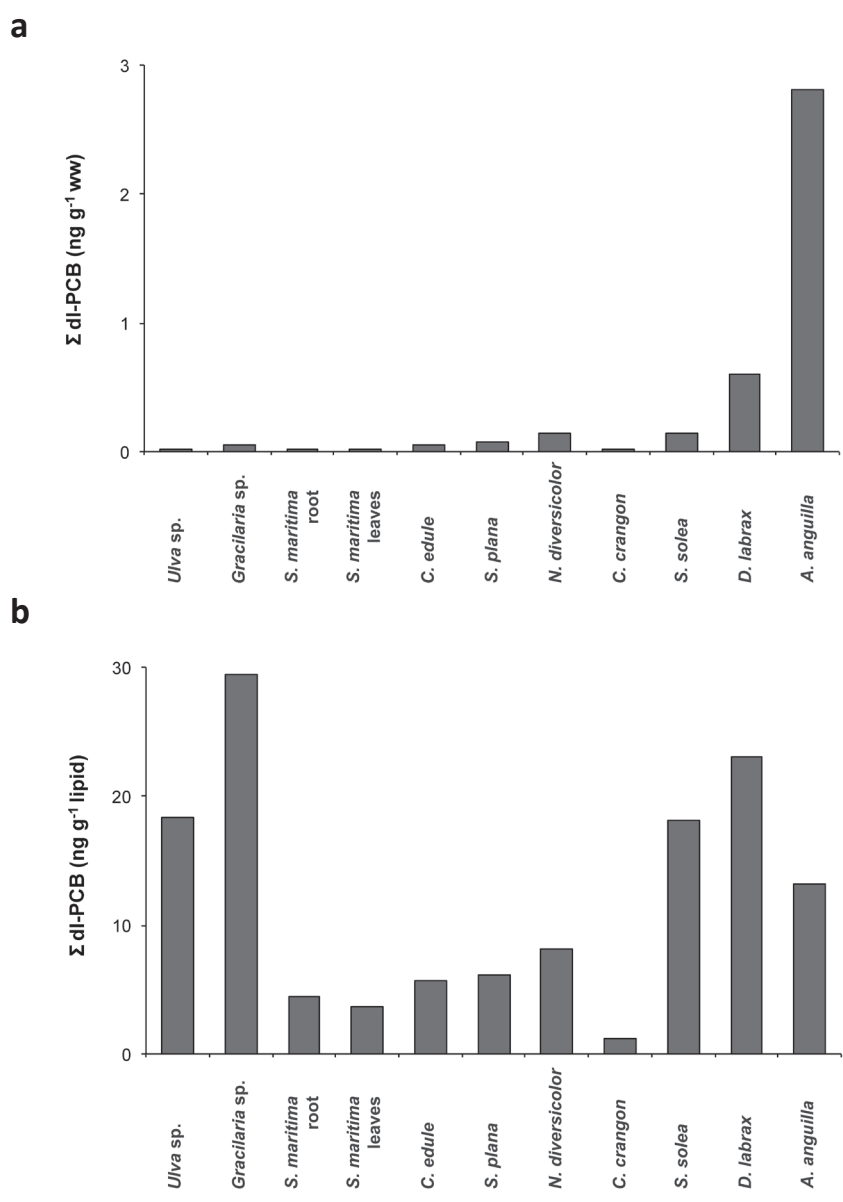 a
3
2
1
0
Σ dl-PCB (ng g⁻¹ ww)
Ulva sp.
Gracilaria sp.
S. maritima
root
S. maritima
leaves
C. edule
S. plana
N. diversicolor
C. crangon
S. solea
D. labrax
A. anguilla
b
30
20
10
0
Σ dl-PCB (ng g⁻¹ lipid)
Ulva sp.
Gracilaria sp.
S. maritima
root
S. maritima
leaves
C. edule
S. plana
N. diversicolor
C. crangon
S. solea
D. labrax
A. anguilla